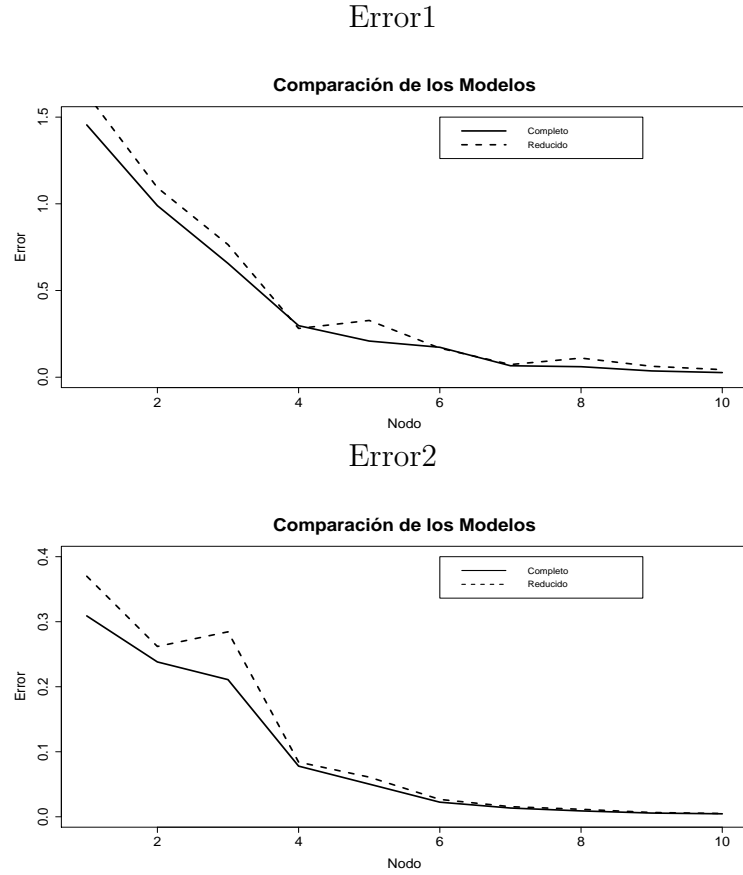 Error1
Comparación de los Modelos
Completo
Reducido
Error
0.0
0.5
1.0
1.5
2
4
6
8
10
Nodo
Error2
Comparación de los Modelos
Completo
Reducido
Error
0.0
0.1
0.2
0.3
0.4
2
4
6
8
10
Nodo